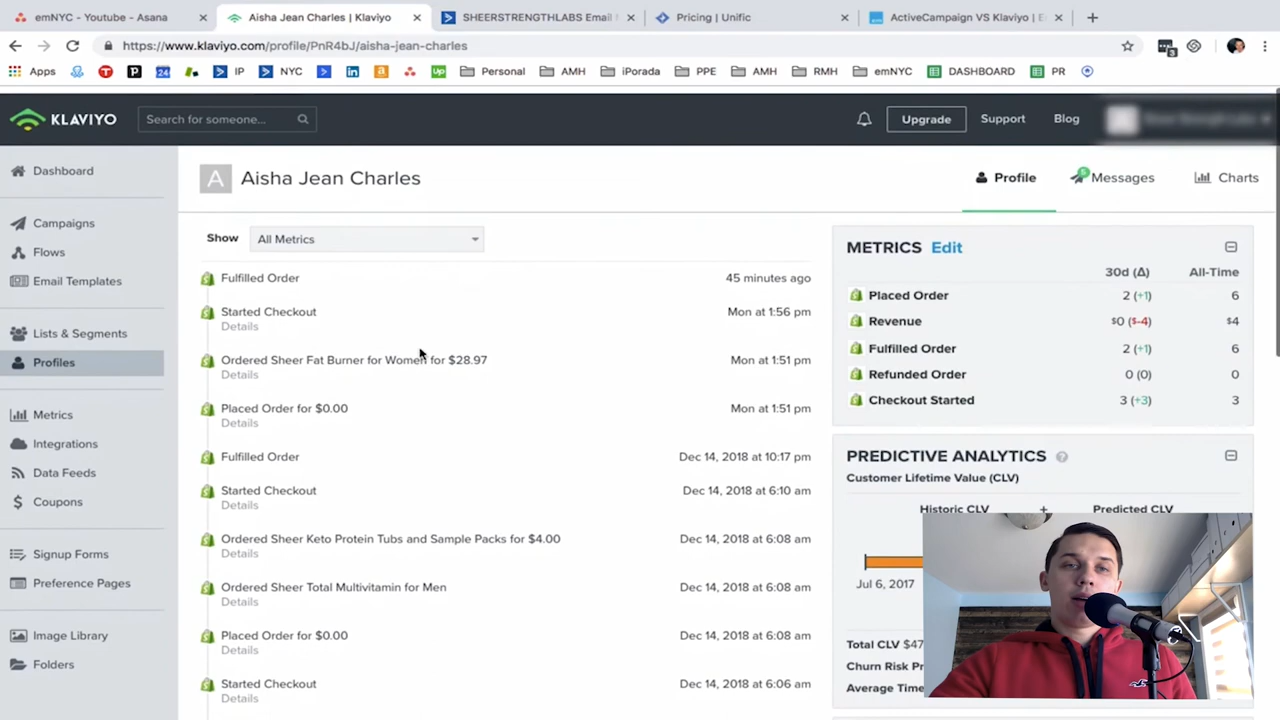 emNYC - Youtube - Asana
Aisha Jean Charles | Klaviyo
SHEERSTRENGTHLABS Email
Pricing | Unific
ActiveCampaign VS Klaviyo | E
https://www.klaviyo.com/profile/PnR4bJ/aisha-jean-charles
Apps
IP
NYC
Personal
AMH
iPorada
PPE
AMH
RMH
emNYC
DASHBOARD
PR
KLAVIYO
Search for someone...
Upgrade
Support
Blog
Dashboard
Campaigns
Flows
Email Templates
Lists & Segments
Profiles
Metrics
Integrations
Data Feeds
Coupons
Signup Forms
Preference Pages
Image Library
Folders
A
Aisha Jean Charles
Profile
Messages
Charts
Show
All Metrics
Fulfilled Order
45 minutes ago
Started Checkout
Mon at 1:56 pm
Details
Ordered Sheer Fat Burner for Women for $28.97
Mon at 1:51 pm
Details
Placed Order for $0.00
Mon at 1:51 pm
Details
Fulfilled Order
Dec 14, 2018 at 10:17 pm
Started Checkout
Dec 14, 2018 at 6:10 am
Details
Ordered Sheer Keto Protein Tubs and Sample Packs for $4.00
Dec 14, 2018 at 6:08 am
Details
Ordered Sheer Total Multivitamin for Men
Dec 14, 2018 at 6:08 am
Details
Placed Order for $0.00
Dec 14, 2018 at 6:08 am
Details
Started Checkout
Dec 14, 2018 at 6:06 am
Details
METRICS Edit
30d (Δ) All-Time
Placed Order 2 (+1) 6
Revenue $0 ($-4) $4
Fulfilled Order 2 (+1) 6
Refunded Order 0 (0) 0
Checkout Started 3 (+3) 3
PREDICTIVE ANALYTICS ?
Customer Lifetime Value (CLV)
Historic CLV + Predicted CLV
Jul 6, 2017
Total CLV $47
Churn Risk Pr
Average Time